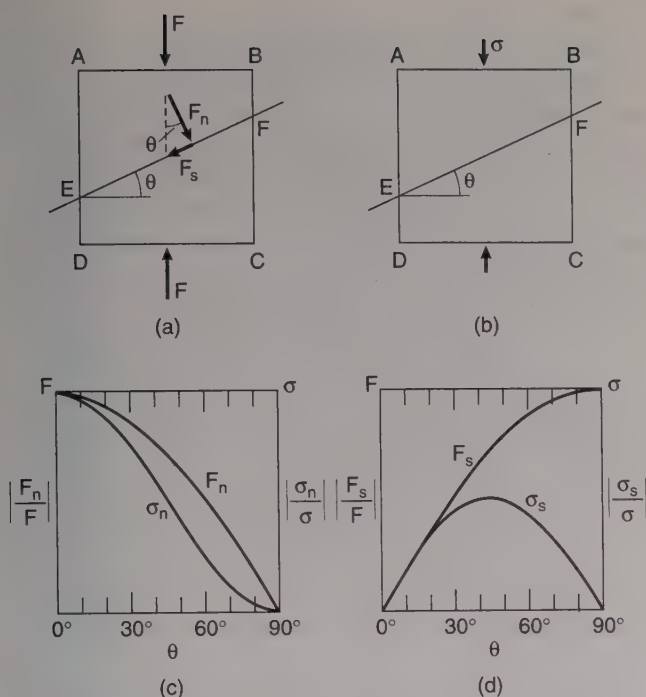 F
A B
F
F_n
θ
F_s
E θ
D C
F
(a)
σ
A B
F
E θ
D C
(b)
F σ
|F_n/F| |σ_n/σ|
F_n
σ_n
0° 30° 60° 90°
θ
(c)
F σ
|F_s/F| |σ_s/σ|
F_s
σ_s
0° 30° 60° 90°
θ
(d)